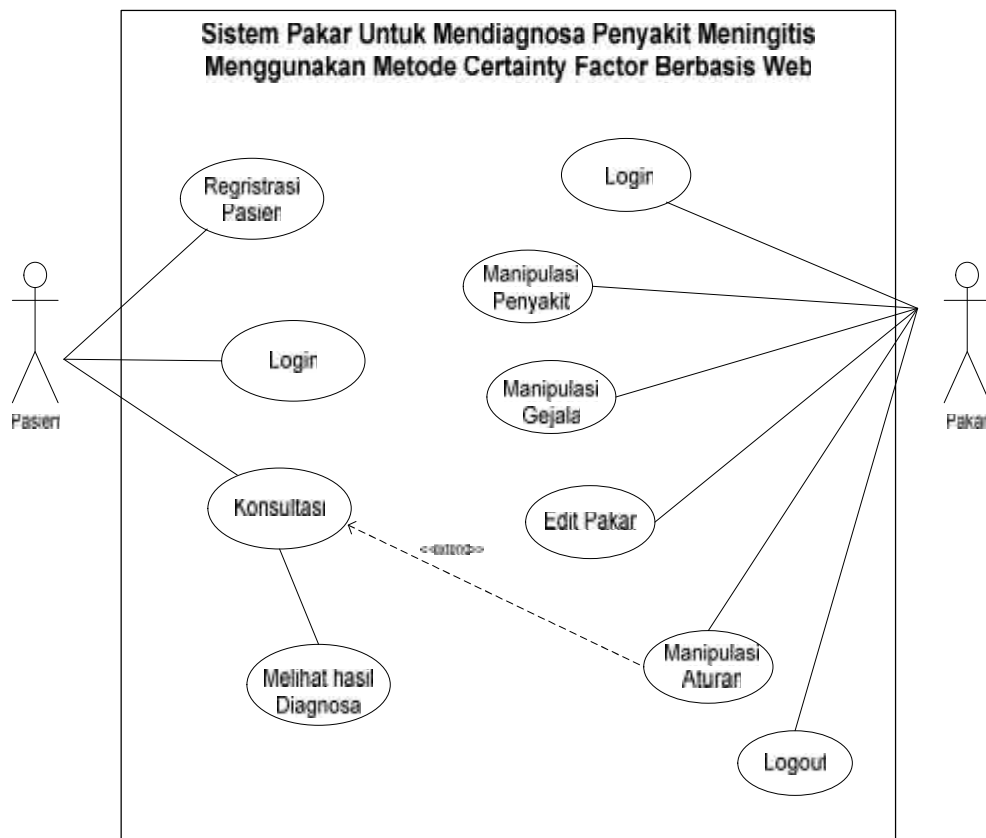 Sistem Pakar Untuk Mendiagnosa Penyakit Meningitis
Menggunakan Metode Certainty Factor Berbasis Web
Regristrasi
Pasien
Login
Manipulasi
Penyakit
Login
Manipulasi
Gejala
Pasien
Pakar
Konsultasi
Edit Pakar
<<extend>>
Melihat hasil
Diagnosa
Manipulasi
Aturan
Logout